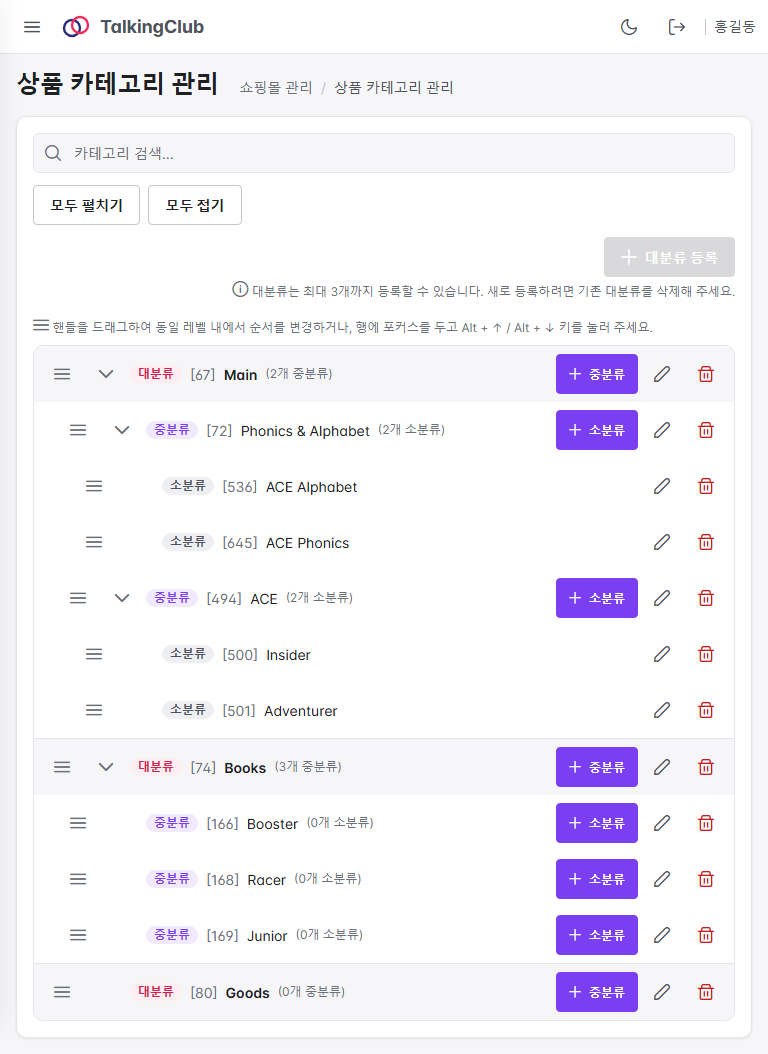 TalkingClub 홍길동
상품 카테고리 관리 쇼핑몰 관리 / 상품 카테고리 관리
카테고리 검색...
모두 펼치기 모두 접기
+ 대분류 등록
대분류는 최대 3개까지 등록할 수 있습니다. 새로 등록하려면 기존 대분류를 삭제해 주세요.
핸들을 드래그하여 동일 레벨 내에서 순서를 변경하거나, 행에 포커스를 두고 Alt + ↑ / Alt + ↓ 키를 눌러 주세요.
대분류 [67] Main (2개 중분류) + 중분류
중분류 [72] Phonics & Alphabet (2개 소분류) + 소분류
소분류 [536] ACE Alphabet
소분류 [645] ACE Phonics
중분류 [494] ACE (2개 소분류) + 소분류
소분류 [500] Insider
소분류 [501] Adventurer
대분류 [74] Books (3개 중분류) + 중분류
중분류 [166] Booster (0개 소분류) + 소분류
중분류 [168] Racer (0개 소분류) + 소분류
중분류 [169] Junior (0개 소분류) + 소분류
대분류 [80] Goods (0개 중분류) + 중분류